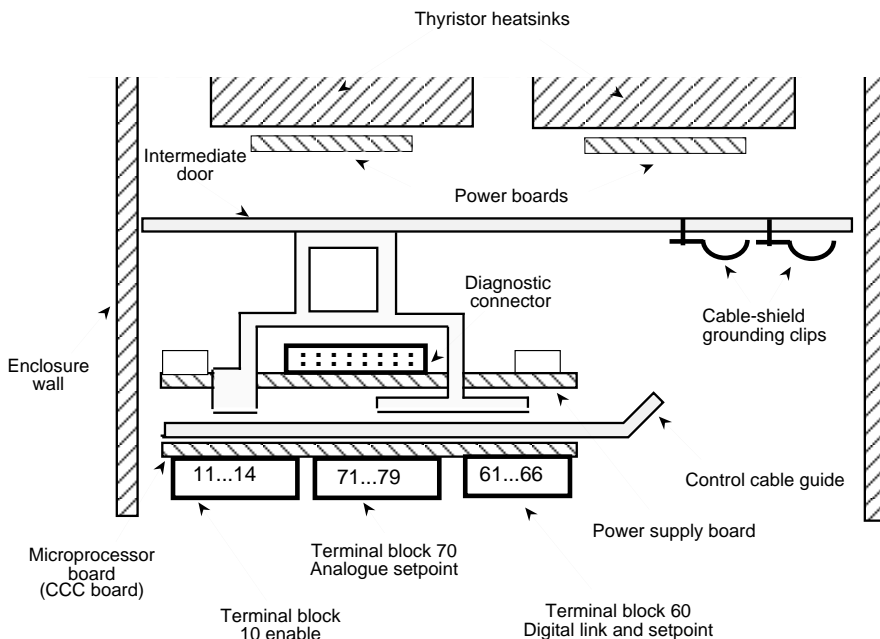 Thyristor heatsinks
Intermediate
door
Power boards
Diagnostic
connector
Cable-shield
grounding clips
Enclosure
wall
11...14
71...79
61...66
Control cable guide
Power supply board
Microprocessor
board
(CCC board)
Terminal block 70
Analogue setpoint
Terminal block
10 enable
Terminal block 60
Digital link and setpoint